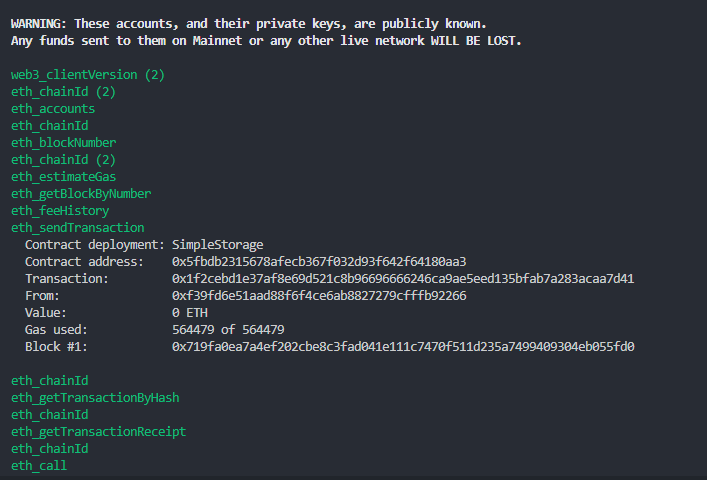 WARNING: These accounts, and their private keys, are publicly known.
Any funds sent to them on Mainnet or any other live network WILL BE LOST.
web3_clientVersion (2)
eth_chainId (2)
eth_accounts
eth_chainId
eth_blockNumber
eth_chainId (2)
eth_estimateGas
eth_getBlockByNumber
eth_feeHistory
eth_sendTransaction
Contract deployment: SimpleStorage
Contract address: 0x5fbdb2315678afecb367f032d93f642f64180aa3
Transaction: 0x1f2cebd1e37af8e69d521c8b96696666246ca9ae5eed135bfab7a283acaa7d41
From: 0xf39fd6e51aad88f6f4ce6ab8827279cfffb92266
Value: 0 ETH
Gas used: 564479 of 564479
Block #1: 0x719fa0ea7a4ef202cbe8c3fad041e111c7470f511d235a7499409304eb055fd0
eth_chainId
eth_getTransactionByHash
eth_chainId
eth_getTransactionReceipt
eth_chainId
eth_call